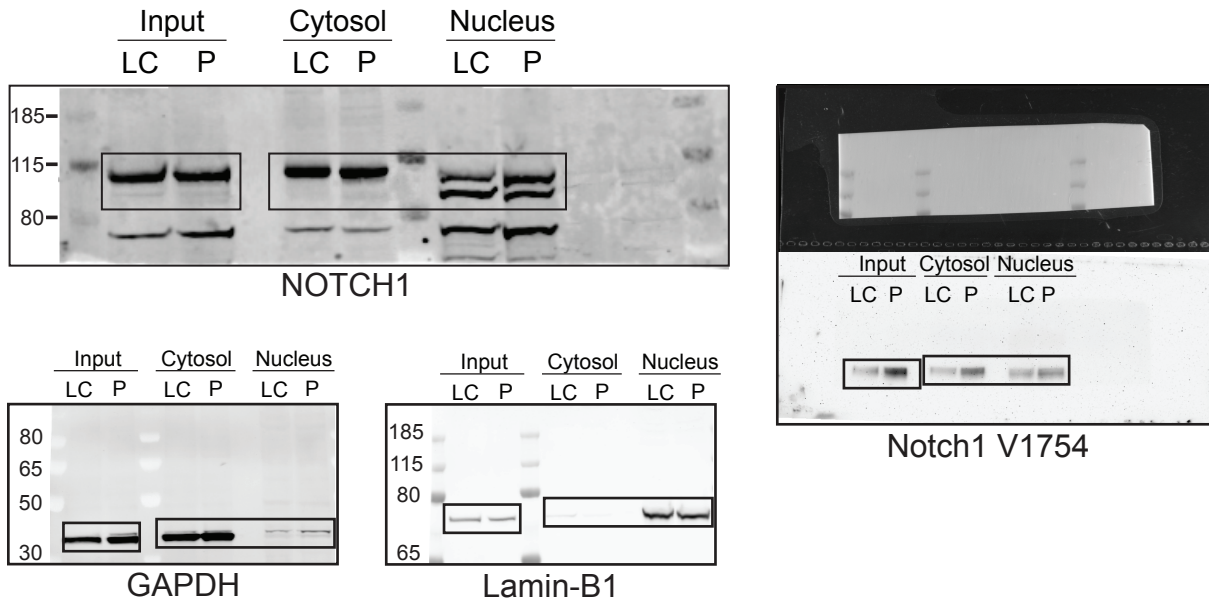 Input Cytosol Nucleus
LC P LC P LC P
185
115
80
NOTCH1
Input Cytosol Nucleus
LC P LC P LC P
80
65
50
30
GAPDH
Input Cytosol Nucleus
LC P LC P LC P
185
115
80
65
Lamin-B1
Input Cytosol Nucleus
LC P LC P LC P
Notch1 V1754